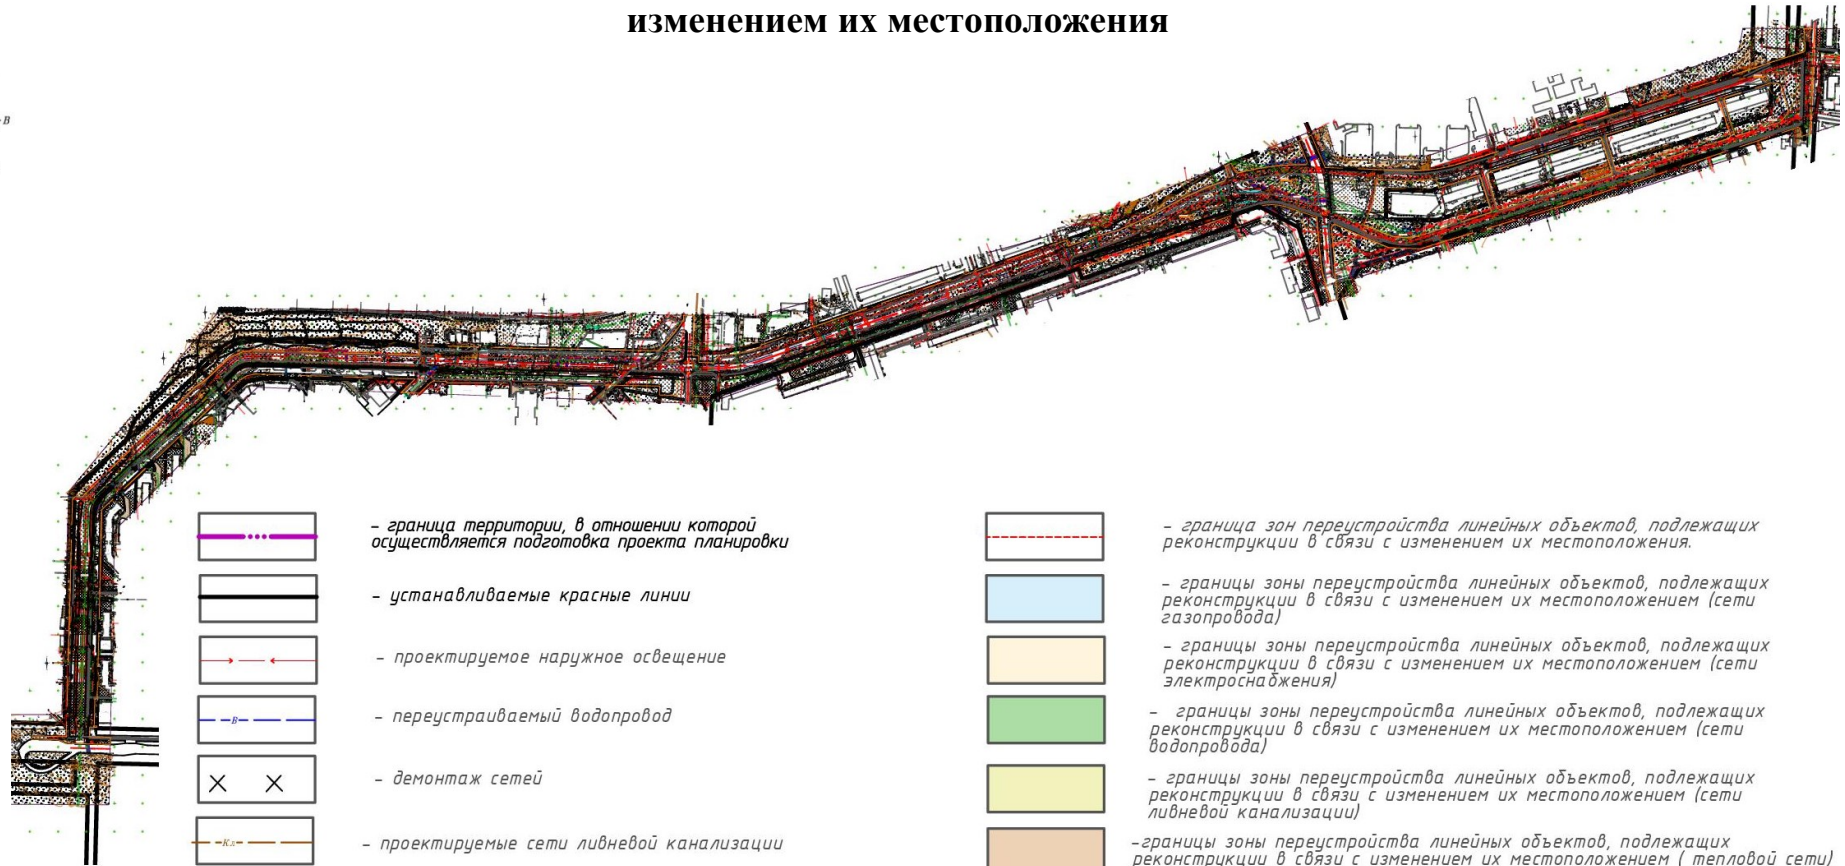 изменением их местоположения
В
- граница территории, в отношении которой
осуществляется подготовка проекта планировки
- устанавливаемые красные линии
- проектируемое наружное освещение
В
- переустраиваемый водопровод
- демонтаж сетей
Кл
- проектируемые сети ливневой канализации
- граница зон переустройства линейных объектов, подлежащих
реконструкции в связи с изменением их местоположения.
- границы зоны переустройства линейных объектов, подлежащих
реконструкции в связи с изменением их местоположением (сети
газопровода)
- границы зоны переустройства линейных объектов, подлежащих
реконструкции в связи с изменением их местоположением (сети
электроснабжения)
- границы зоны переустройства линейных объектов, подлежащих
реконструкции в связи с изменением их местоположением (сети
водопровода)
- границы зоны переустройства линейных объектов, подлежащих
реконструкции в связи с изменением их местоположением (сети
ливневой канализации)
-границы зоны переустройства линейных объектов, подлежащих
реконструкции в связи с изменением их местоположением ( тепловой сети)